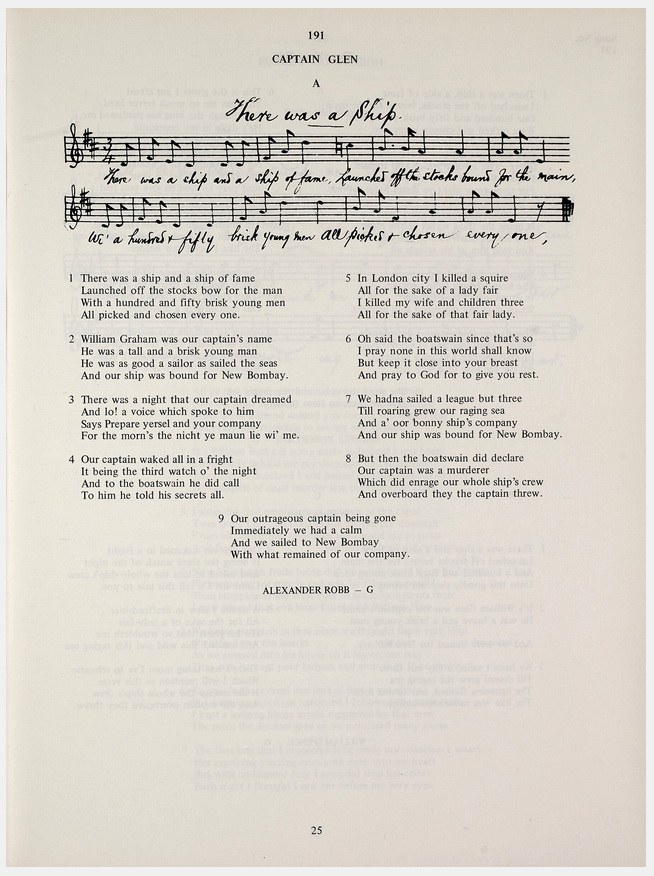 191
CAPTAIN GLEN
A
There was a Ship.
There was a ship and a ship of fame, Launched off the stocks bound for the main,
Wi' a hundred & fifty brisk young men All picked & chosen every one,
1 There was a ship and a ship of fame
Launched off the stocks bow for the man
With a hundred and fifty brisk young men
All picked and chosen every one.
2 William Graham was our captain's name
He was a tall and a brisk young man
He was as good a sailor as sailed the seas
And our ship was bound for New Bombay.
3 There was a night that our captain dreamed
And lo! a voice which spoke to him
Says Prepare yersel and your company
For the morn's the nicht ye maun lie wi' me.
4 Our captain waked all in a fright
It being the third watch o' the night
And to the boatswain he did call
To him he told his secrets all.
5 In London city I killed a squire
All for the sake of a lady fair
I killed my wife and children three
All for the sake of that fair lady.
6 Oh said the boatswain since that's so
I pray none in this world shall know
But keep it close into your breast
And pray to God for to give you rest.
7 We hadna sailed a league but three
Till roaring grew our raging sea
And a' oor bonny ship's company
And our ship was bound for New Bombay.
8 But then the boatswain did declare
Our captain was a murderer
Which did enrage our whole ship's crew
And overboard they the captain threw.
9 Our outrageous captain being gone
Immediately we had a calm
And we sailed to New Bombay
With what remained of our company.
ALEXANDER ROBB – G
25